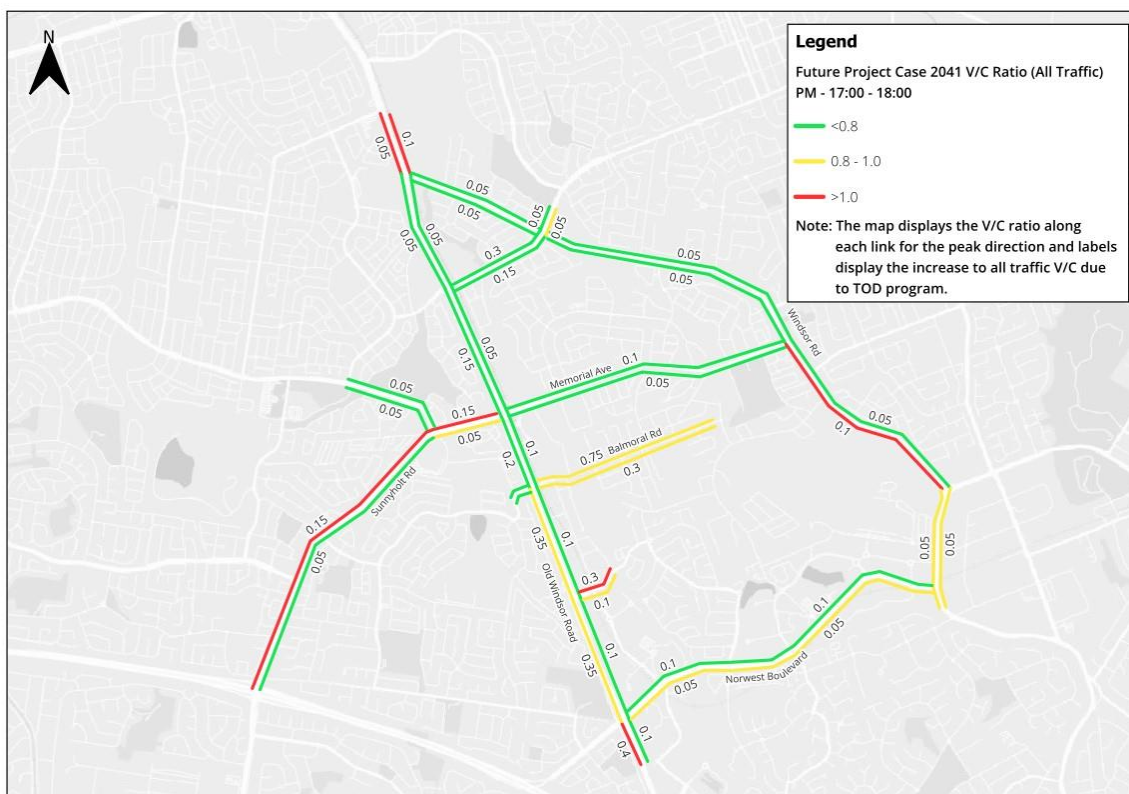 N
Legend
Future Project Case 2041 V/C Ratio (All Traffic)
PM - 17:00 - 18:00
<0.8
0.8 - 1.0
>1.0
Note: The map displays the V/C ratio along
each link for the peak direction and labels
display the increase to all traffic V/C due
to TOD program.
0.1
0.05
0.05
0.05
0.05
0.05
0.05
0.05
0.3
0.15
0.05
0.05
Windsor Rd
0.05
0.15
0.1
Memorial Ave
0.05
0.05
0.05
0.15
0.05
0.05
0.1
0.1
0.2
0.75
Balmoral Rd
0.3
Sunnyholt Rd
0.15
0.05
0.35
0.1
0.05
0.05
Old Windsor Road
0.3
0.1
0.1
0.05
0.35
0.1
0.1
0.05
Norwest Boulevard
0.4
0.1